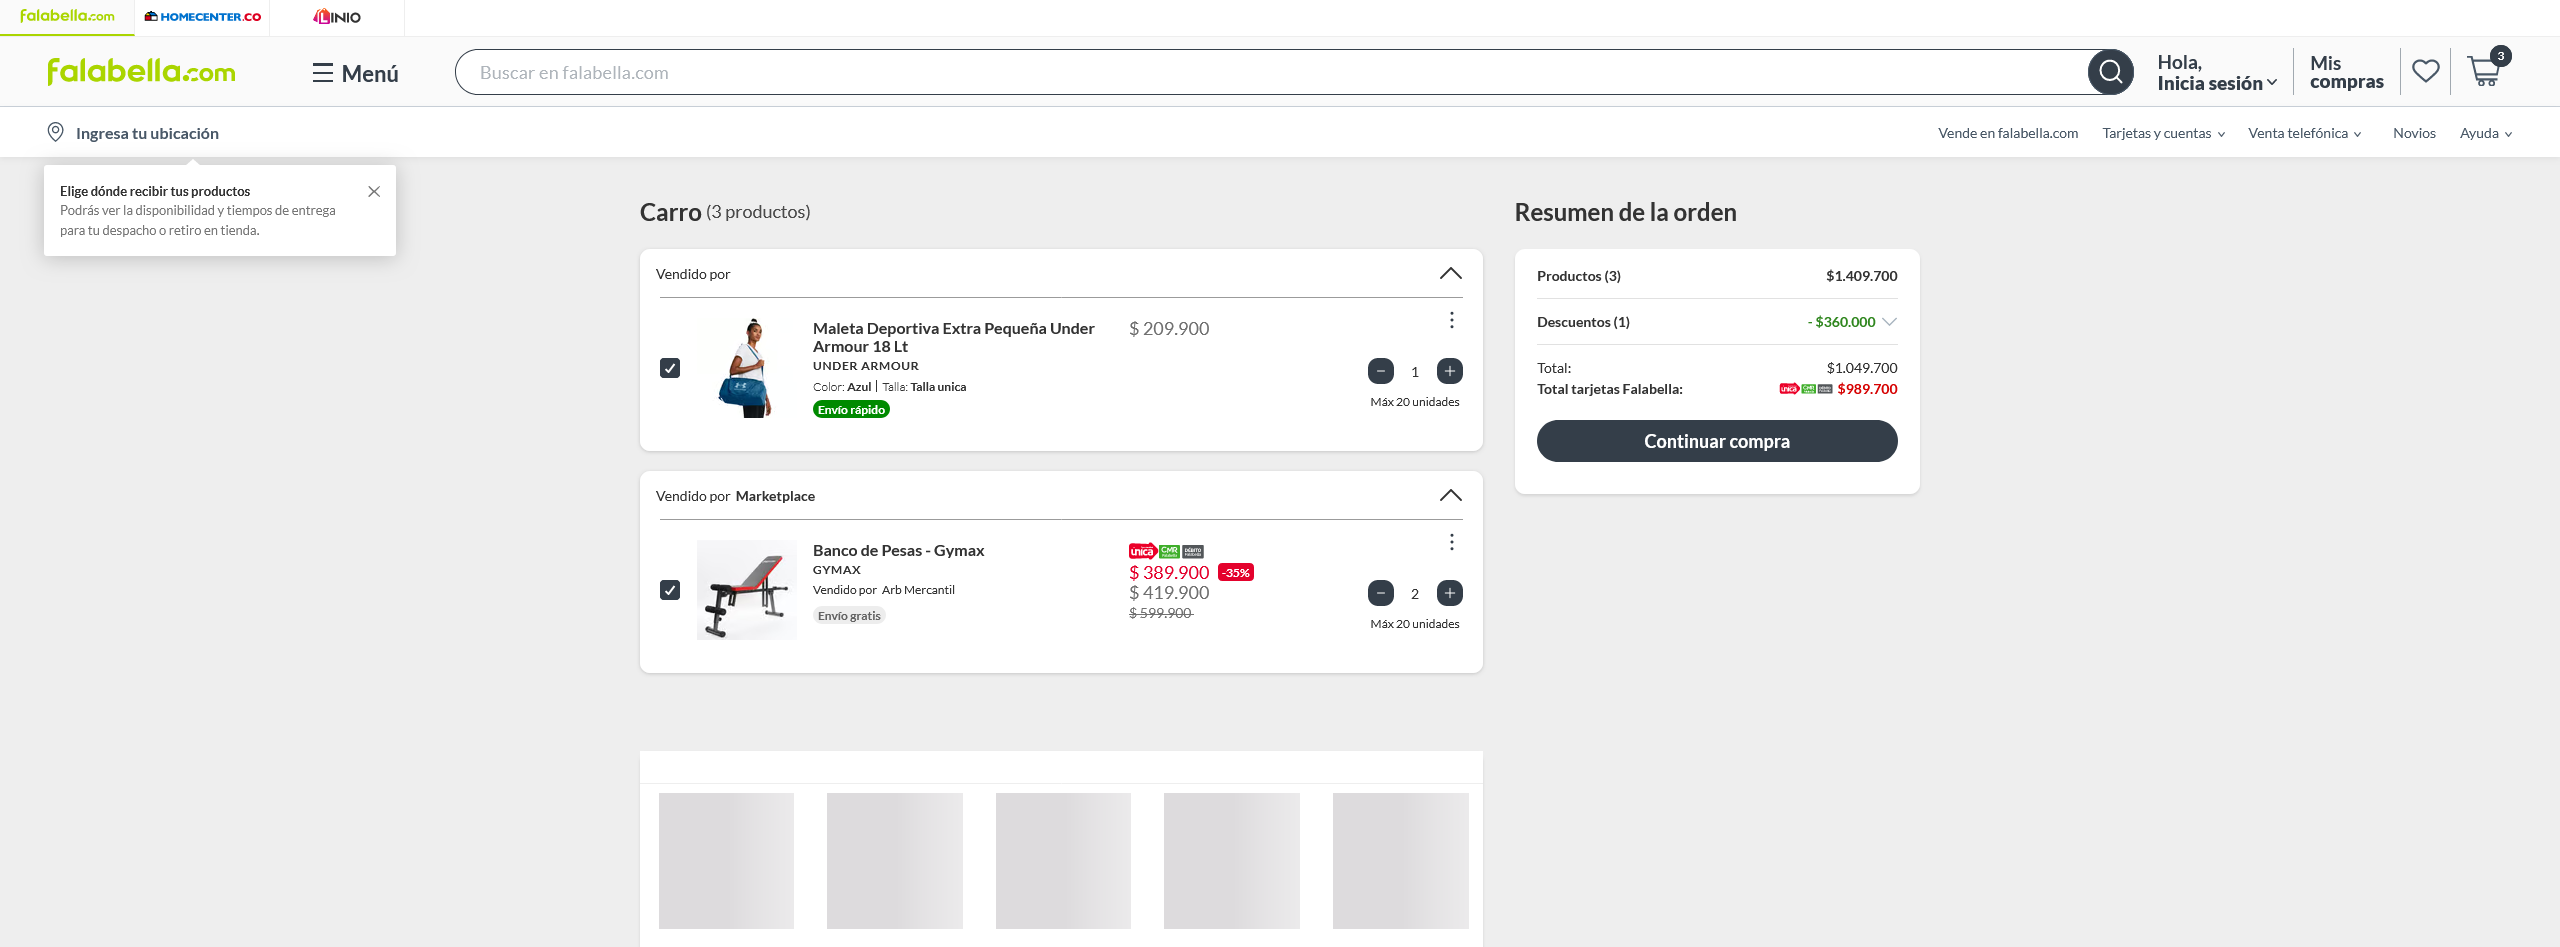 falabella.com
HOMECENTER.CO
LINIO
falabella.com
Menú
Buscar en falabella.com
Hola,
Inicia sesión
Mis
compras
3
Ingresa tu ubicación
Vende en falabella.com
Tarjetas y cuentas
Venta telefónica
Novios
Ayuda
Elige dónde recibir tus productos
Podrás ver la disponibilidad y tiempos de entrega
para tu despacho o retiro en tienda.
Carro (3 productos)
Vendido por
Maleta Deportiva Extra Pequeña Under
Armour 18 Lt
UNDER ARMOUR
Color: Azul | Talla: Talla unica
Envío rápido
$ 209.900
1
Máx 20 unidades
Vendido por Marketplace
Banco de Pesas - Gymax
GYMAX
Vendido por Arb Mercantil
Envío gratis
unica CMR DÉBITO
$ 389.900 -35%
$ 419.900
$ 599.900
2
Máx 20 unidades
Resumen de la orden
Productos (3) $1.409.700
Descuentos (1) - $360.000
Total: $1.049.700
Total tarjetas Falabella: unica CMR $989.700
Continuar compra